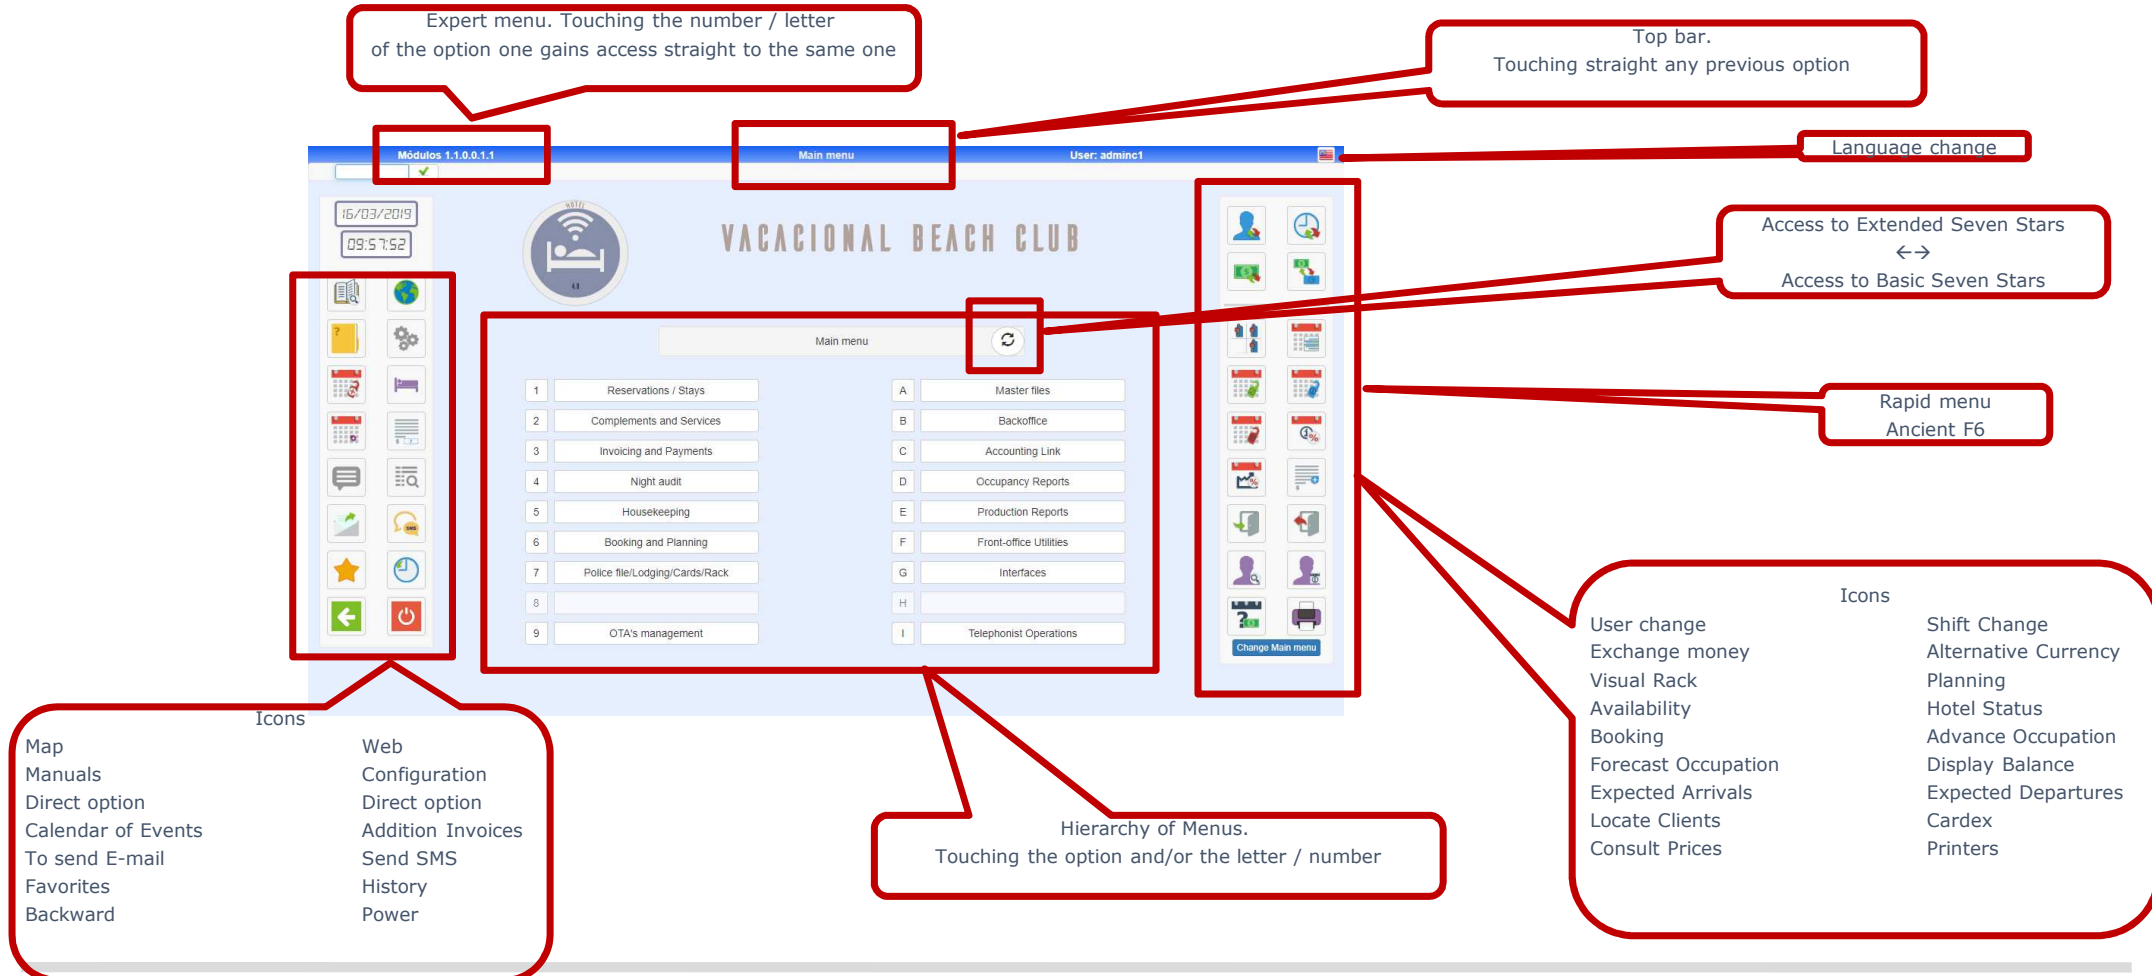 Expert menu. Touching the number / letter
of the option one gains access straight to the same one
Top bar.
Touching straight any previous option
Language change
Módulos 1.1.0.0.1.1
Main menu
User: adminc1
16/03/2019
09:57:52
HOTEL
VACACIONAL BEACH CLUB
Access to Extended Seven Stars
←→
Access to Basic Seven Stars
Main menu
1 Reservations / Stays
2 Complements and Services
3 Invoicing and Payments
4 Night audit
5 Housekeeping
6 Booking and Planning
7 Police file/Lodging/Cards/Rack
8
9 OTA's management
A Master files
B Backoffice
C Accounting Link
D Occupancy Reports
E Production Reports
F Front-office Utilities
G Interfaces
H
I Telephonist Operations
SMS
Change Main menu
Rapid menu
Ancient F6
Icons
User change Shift Change
Exchange money Alternative Currency
Visual Rack Planning
Availability Hotel Status
Booking Advance Occupation
Forecast Occupation Display Balance
Expected Arrivals Expected Departures
Locate Clients Cardex
Consult Prices Printers
Icons
Map Web
Manuals Configuration
Direct option Direct option
Calendar of Events Addition Invoices
To send E-mail Send SMS
Favorites History
Backward Power
Hierarchy of Menus.
Touching the option and/or the letter / number